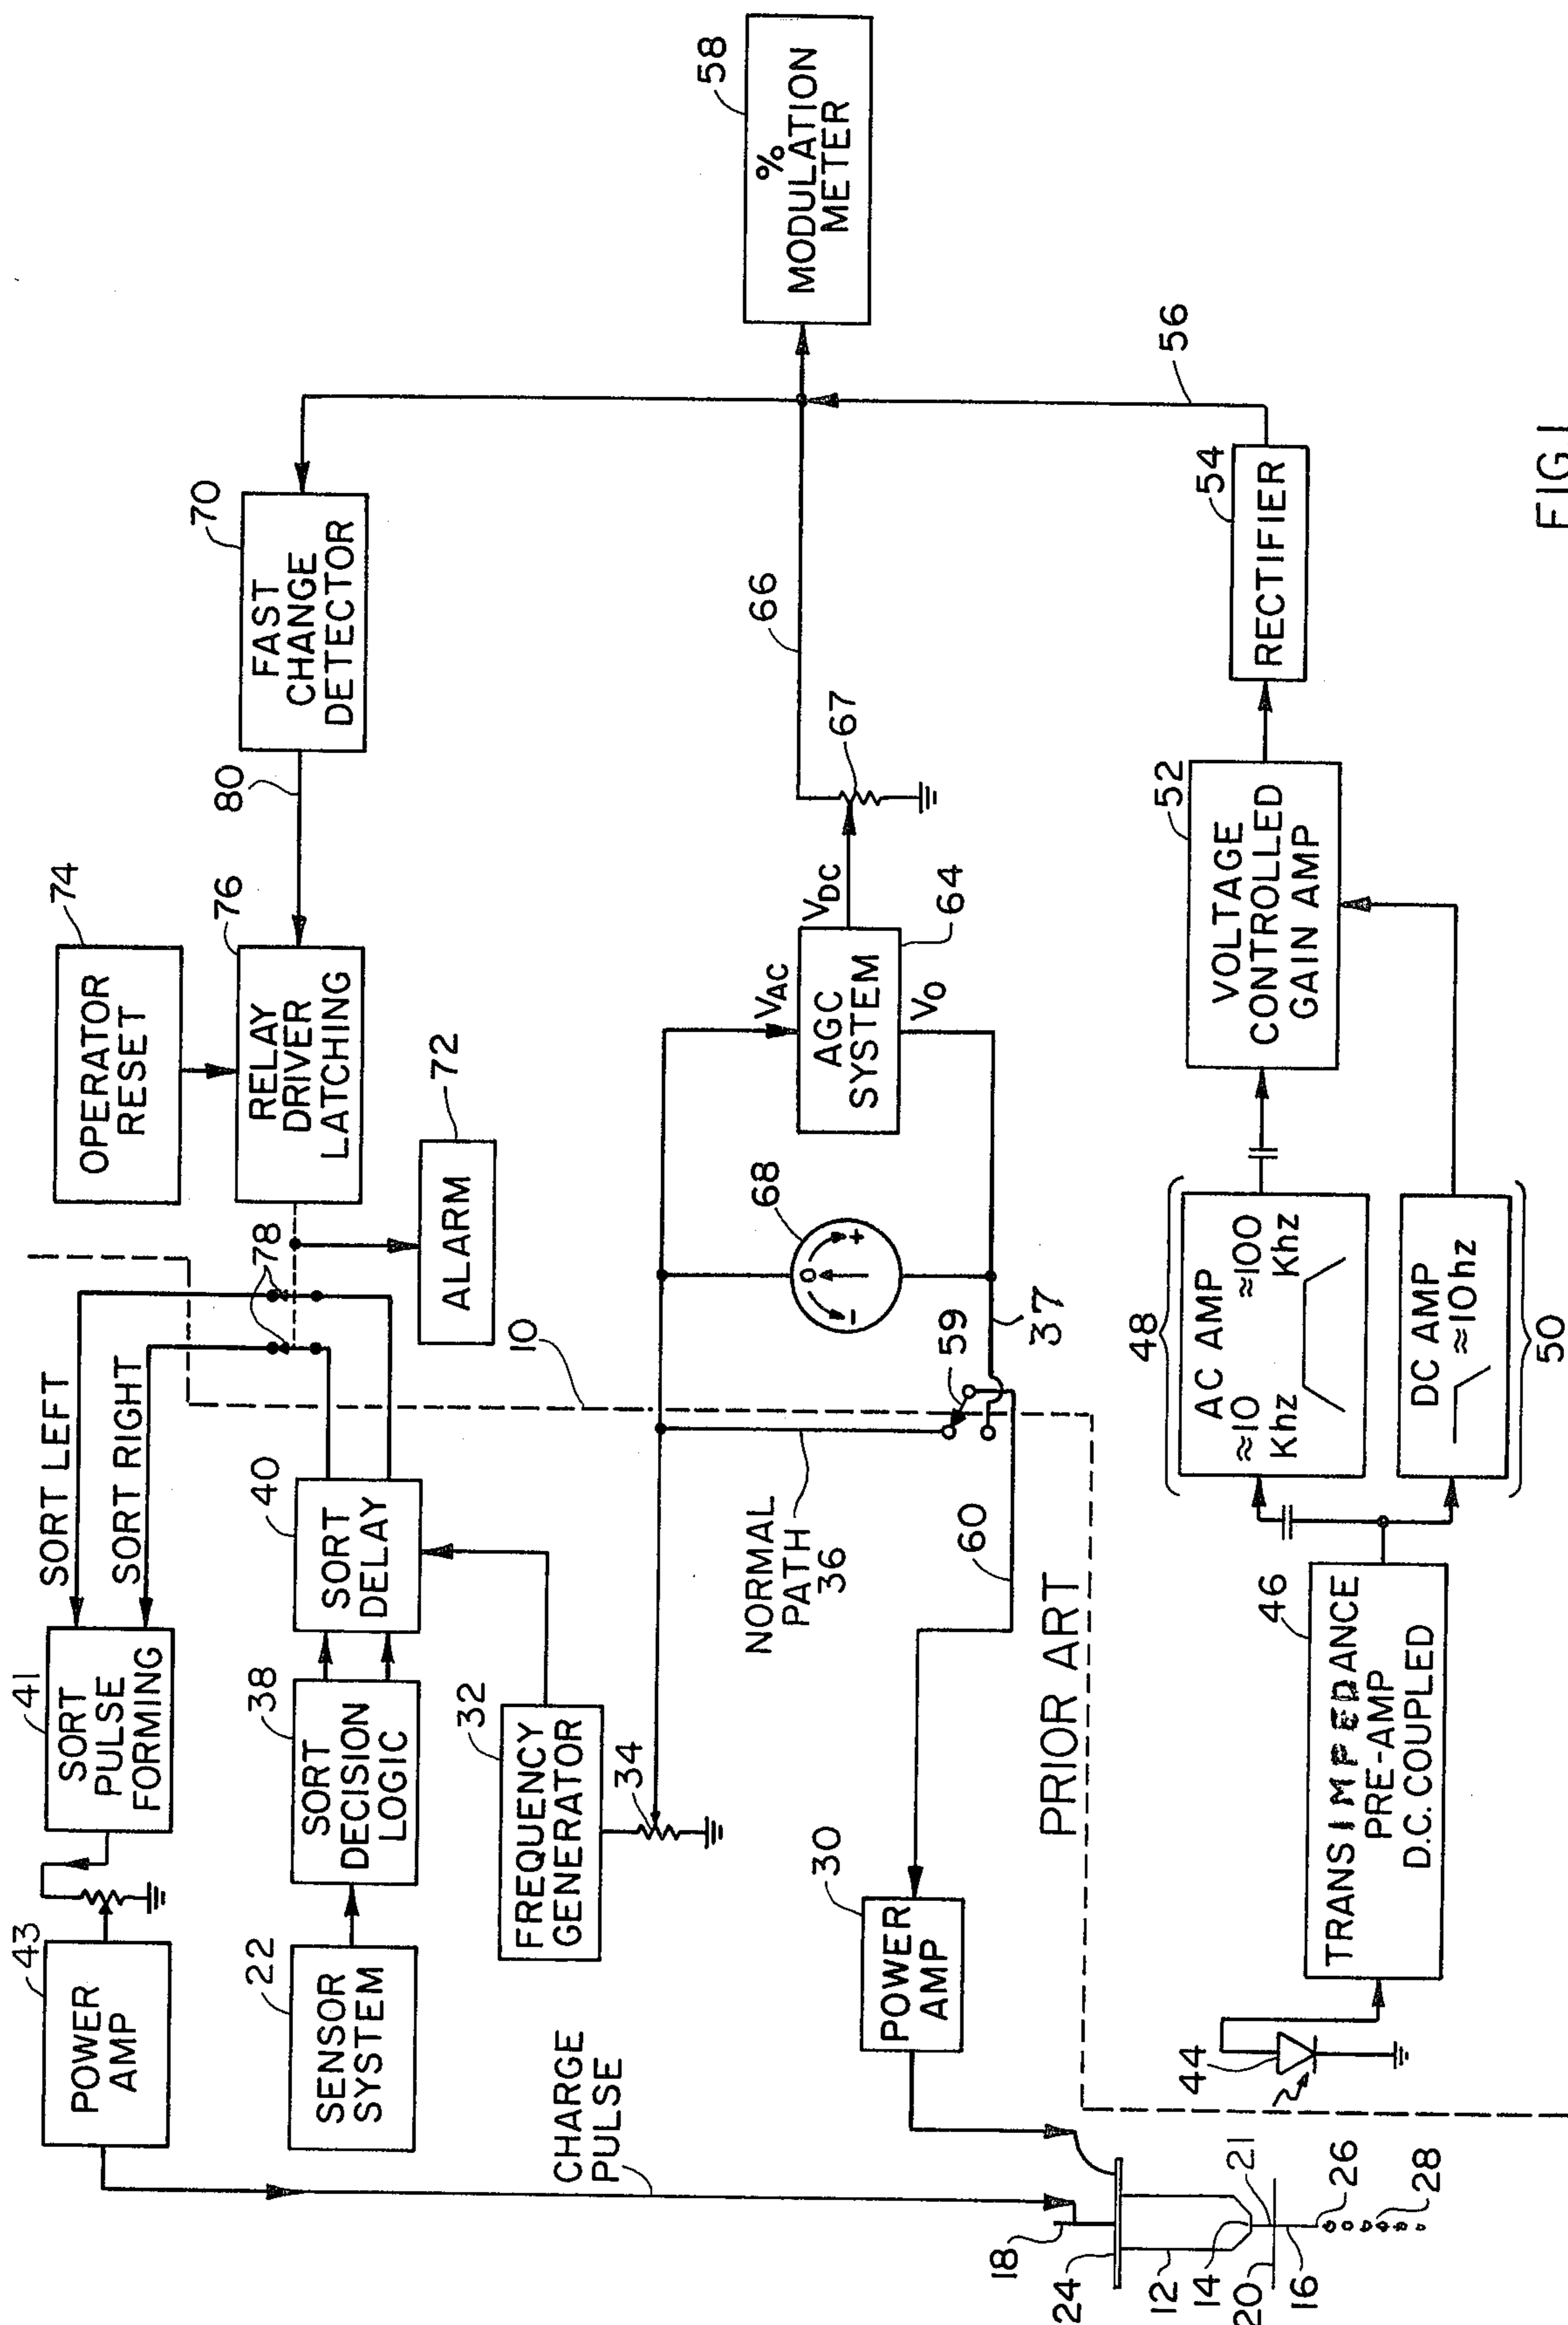 43
POWER
AMP
41
SORT
PULSE
FORMING
SORT LEFT
SORT RIGHT
22
SENSOR
SYSTEM
38
SORT
DECISION
LOGIC
40
SORT
DELAY
78
74
OPERATOR
RESET
76
RELAY
DRIVER
LATCHING
80
70
FAST
CHANGE
DETECTOR
72
ALARM
32
FREQUENCY
GENERATOR
34
10
CHARGE
PULSE
NORMAL
PATH
36
59
37
60
68
- O +
VAC
AGC
SYSTEM
VDC
VO
64
67
66
58
%
MODULATION
METER
56
30
POWER
AMP
PRIOR ART
18
24
12
14
20
16
21
26
28
44
46
TRANSIMPEDANCE
PRE-AMP
D.C. COUPLED
48
AC AMP
≈10 ≈100
Khz Khz
DC AMP
≈10hz
50
52
VOLTAGE
CONTROLLED
GAIN AMP
54
RECTIFIER
FIG.1